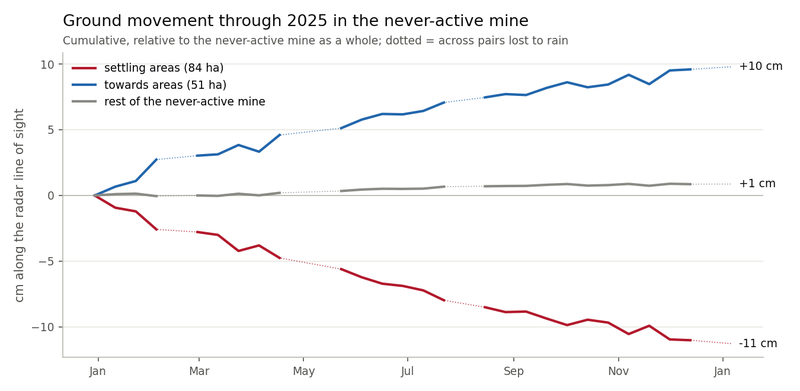 Ground movement through 2025 in the never-active mine
Cumulative, relative to the never-active mine as a whole; dotted = across pairs lost to rain
settling areas (84 ha)
towards areas (51 ha)
rest of the never-active mine
cm along the radar line of sight
10
5
0
−5
−10
+10 cm
+1 cm
-11 cm
Jan
Mar
May
Jul
Sep
Nov
Jan